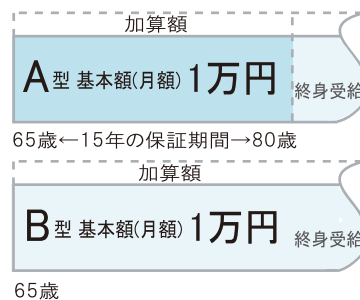 加算額
A型 基本額(月額) 1万円
終身受給
65歳←15年の保証期間→80歳
加算額
B型 基本額(月額) 1万円
終身受給
65歳